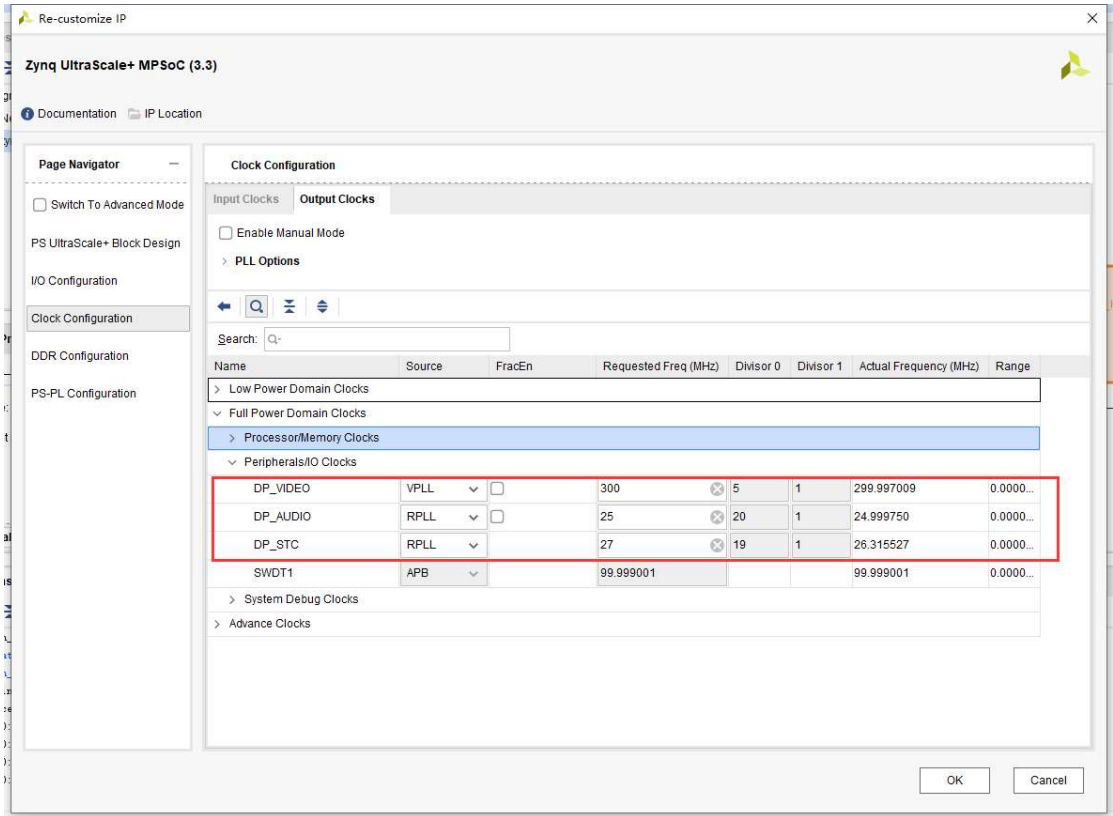 Re-customize IP
Zynq UltraScale+ MPSoC (3.3)
Documentation IP Location
Page Navigator
Switch To Advanced Mode
PS UltraScale+ Block Design
I/O Configuration
Clock Configuration
DDR Configuration
PS-PL Configuration
Clock Configuration
Input Clocks Output Clocks
Enable Manual Mode
PLL Options
Search:
Name Source FracEn Requested Freq (MHz) Divisor 0 Divisor 1 Actual Frequency (MHz) Range
Low Power Domain Clocks
Full Power Domain Clocks
Processor/Memory Clocks
Peripherals/IO Clocks
DP_VIDEO VPLL 300 5 1 299.997009 0.0000...
DP_AUDIO RPLL 25 20 1 24.999750 0.0000...
DP_STC RPLL 27 19 1 26.315527 0.0000...
SWDT1 APB 99.999001 99.999001 0.0000...
System Debug Clocks
Advance Clocks
OK Cancel